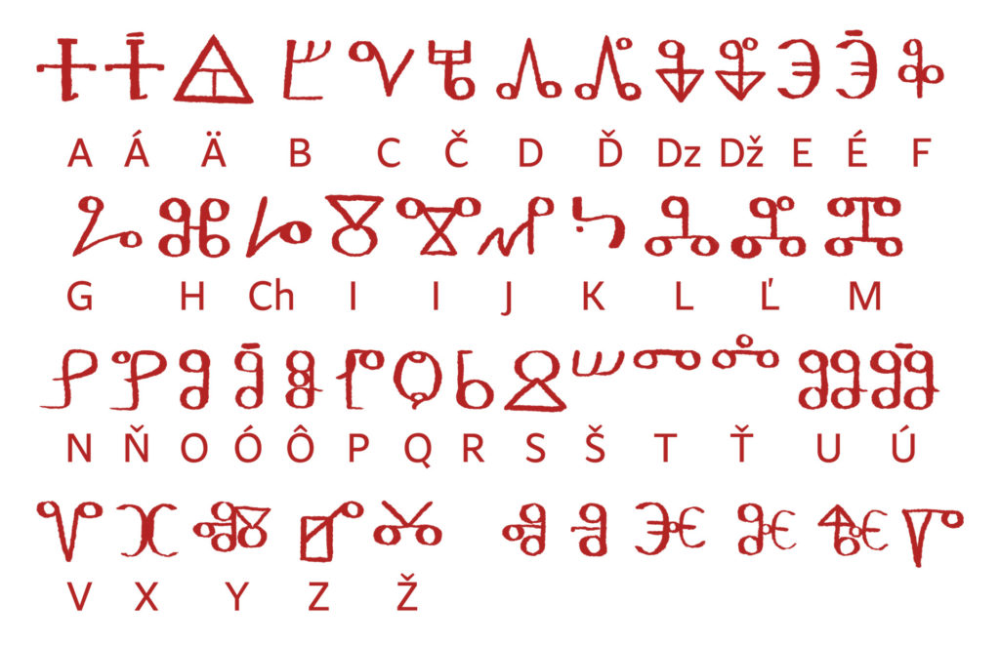 Ⰰ Ⰰ̄ Ⱑ Ⰱ Ⱌ Ⱍ Ⰴ Ⰴ̊ Ⰷ Ⰷ̊ Ⰵ Ⰵ̄ Ⱇ
A Á Ä B C Č D Ď Dz Dž E É F
Ⰳ Ⱒ Ⱈ Ⰻ Ⰹ Ⰼ Ⰽ Ⰾ Ⰾ̊ Ⰿ
G H Ch I I J K L Ľ M
Ⱀ Ⱀ̊ Ⱁ Ⱁ̄ Ⱂ Ⱃ Ⱄ Ⱎ Ⱅ Ⱅ̊ Ⱆ Ⱆ̄
N Ň O Ó Ô P Q R S Š T Ť U Ú
Ⰲ Ⰸ Ⰶ Ⱏ Ⱐ Ⱔ Ⱘ Ⱗ Ⱛ
V X Y Z Ž